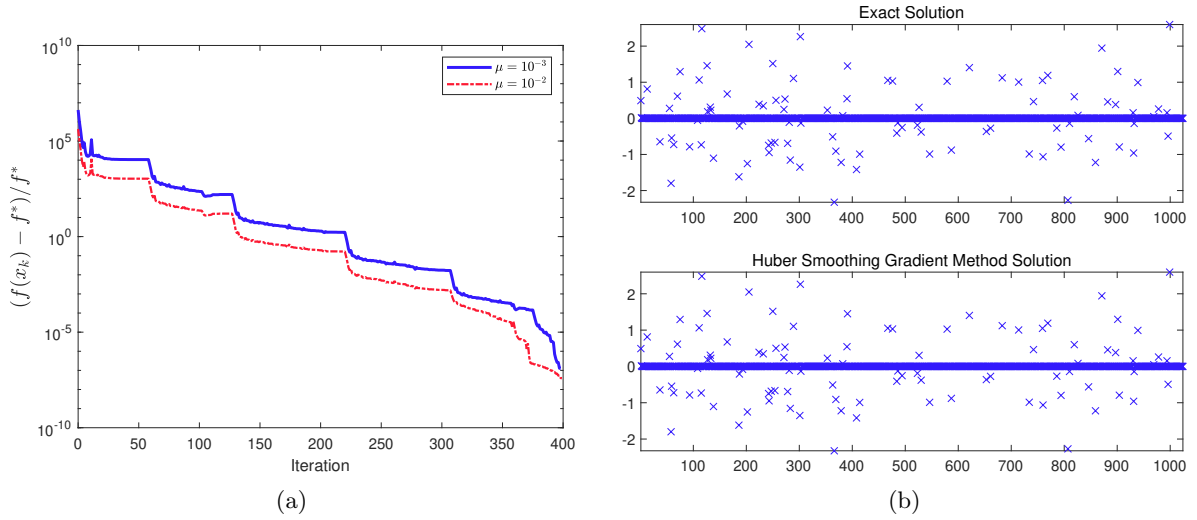 10^{10}
10^5
10^0
10^{-5}
10^{-10}
(f(x_k) − f*)/f*
μ = 10^{-3}
μ = 10^{-2}
0 50 100 150 220 250 300 350 400
Iteration
(a)
Exact Solution
2
1
0
-1
-2
100 200 300 400 500 600 700 800 900 1000
Huber Smoothing Gradient Method Solution
2
1
0
-1
-2
100 200 300 400 500 600 700 800 900 1000
(b)